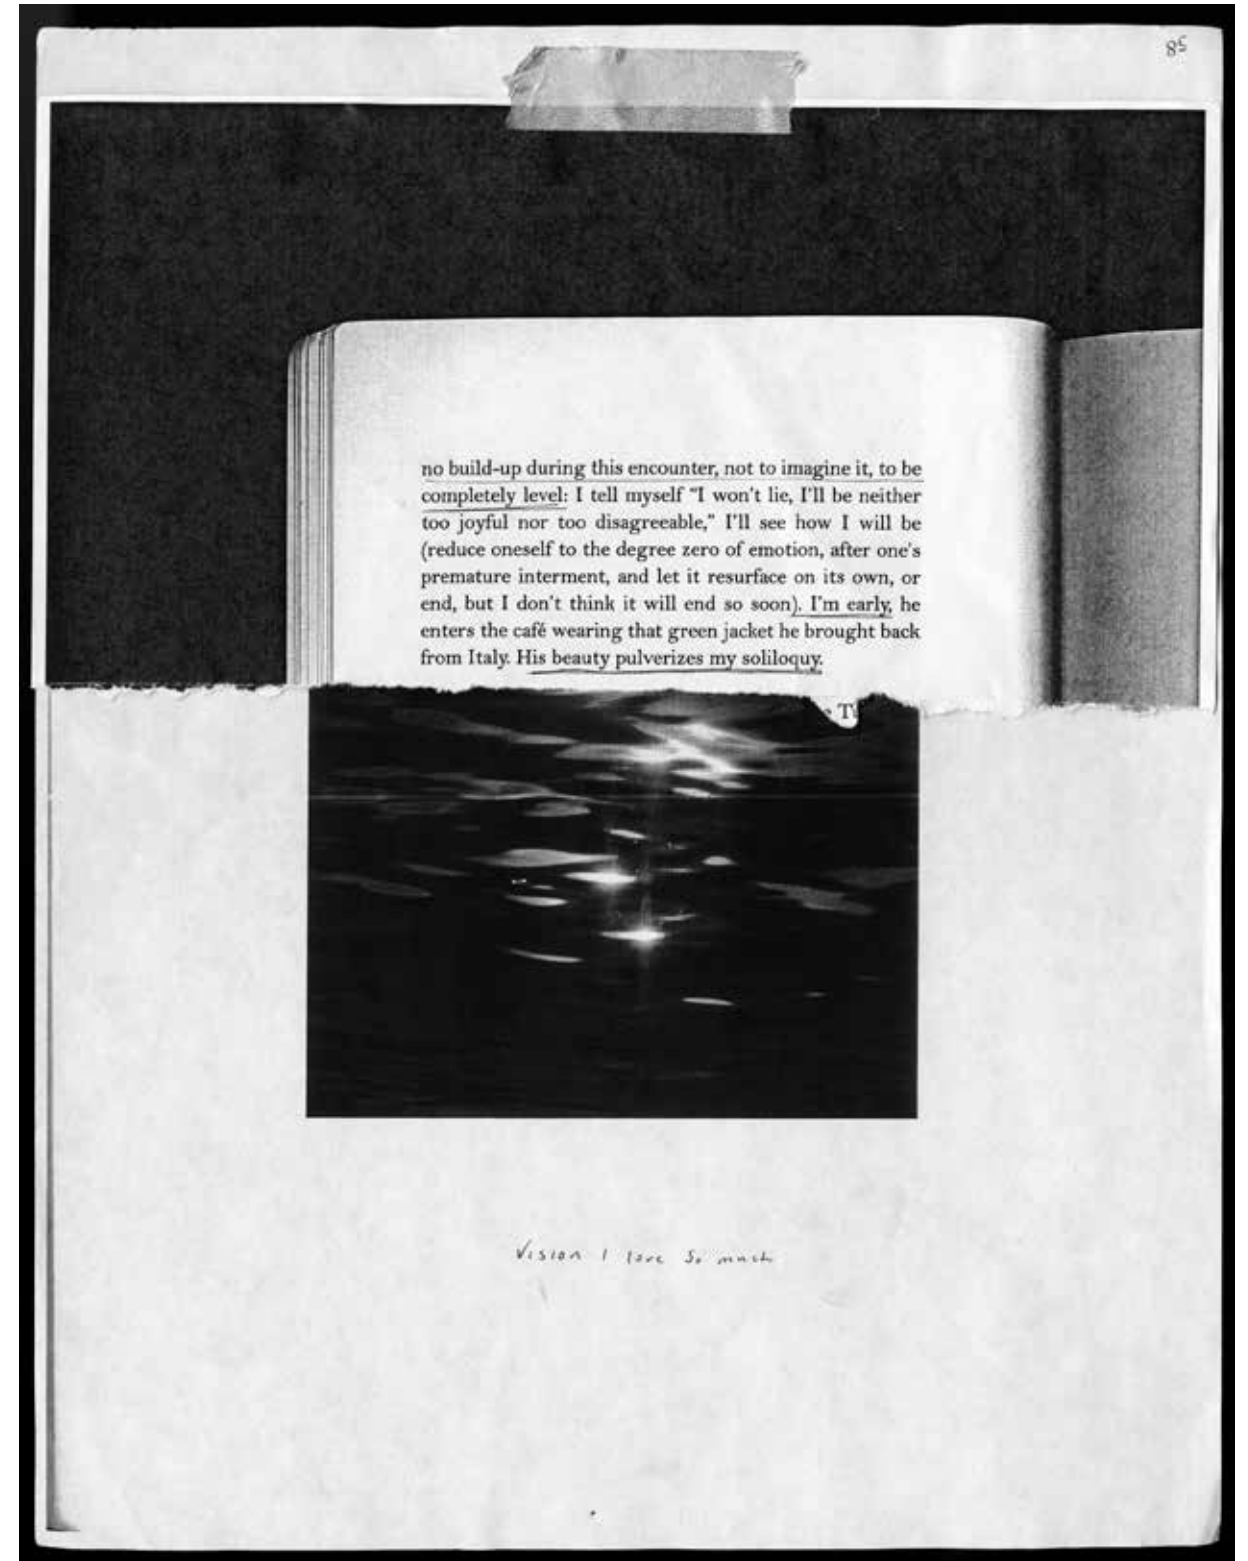 58
no build-up during this encounter, not to imagine it, to be
completely level: I tell myself "I won't lie, I'll be neither
too joyful nor too disagreeable," I'll see how I will be
(reduce oneself to the degree zero of emotion, after one's
premature interment, and let it resurface on its own, or
end, but I don't think it will end so soon). I'm early, he
enters the café wearing that green jacket he brought back
from Italy. His beauty pulverizes my soliloquy.
Vision I love so much